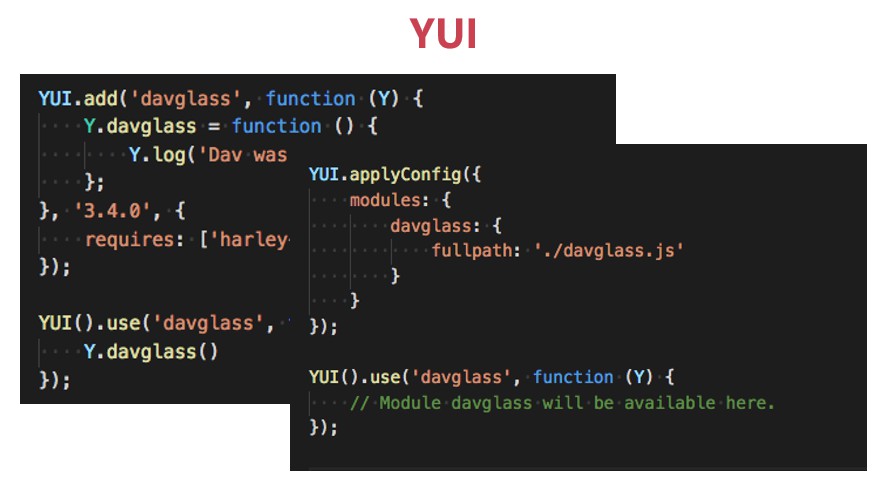 YUI
YUI.add('davglass', function (Y) {
Y.davglass = function () {
Y.log('Dav was
};
}, '3.4.0', {
requires: ['harley-
});
YUI().use('davglass',
Y.davglass()
});
YUI.applyConfig({
modules: {
davglass: {
fullpath: './davglass.js'
}
}
});
YUI().use('davglass', function (Y) {
// Module davglass will be available here.
});